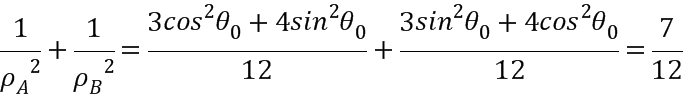 1/ρ_A² + 1/ρ_B² = (3cos²θ₀ + 4sin²θ₀)/12 + (3sin²θ₀ + 4cos²θ₀)/12 = 7/12